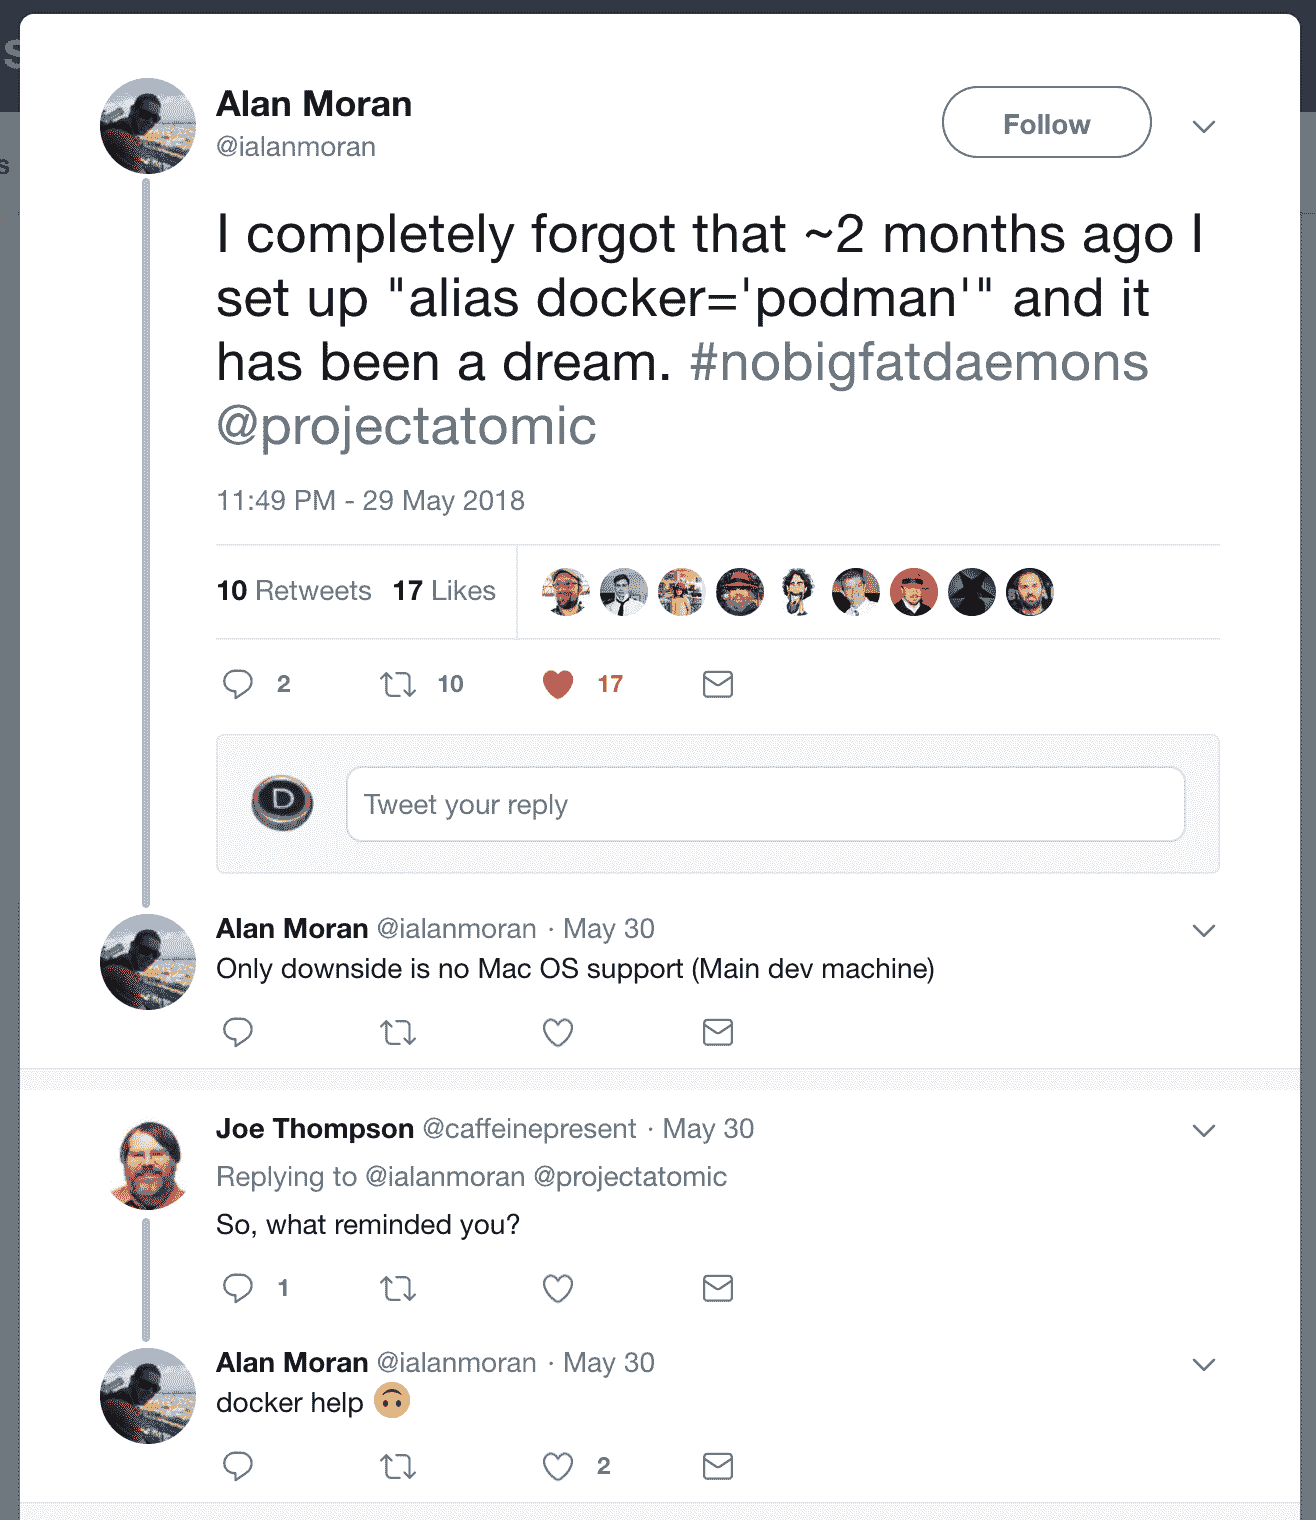 s
s
Alan Moran
@ialanmoran
Follow
I completely forgot that ~2 months ago I
set up "alias docker='podman'" and it
has been a dream. #nobigfatdaemons
@projectatomic
11:49 PM - 29 May 2018
10 Retweets 17 Likes
2 10 17
D
Tweet your reply
Alan Moran @ialanmoran · May 30
Only downside is no Mac OS support (Main dev machine)
Joe Thompson @caffeinepresent · May 30
Replying to @ialanmoran @projectatomic
So, what reminded you?
1
Alan Moran @ialanmoran · May 30
docker help 🙃
2